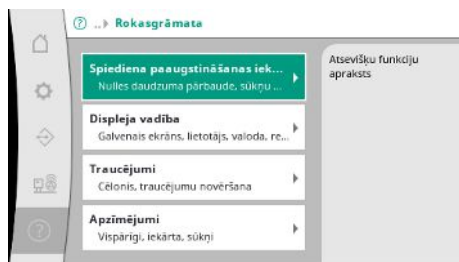 ..▸ Rokasgrāmata
Spiediena paaugstināšanas iek...
Nulles daudzuma pārbaude, sūkņu ...
Displeja vadība
Galvenais ekrāns, lietotājs, valoda, re...
Traucējumi
Cēlonis, traucējumu novēršana
Apzīmējumi
Vispārīgi, iekārta, sūkņi
Atsevišķu funkciju
apraksts